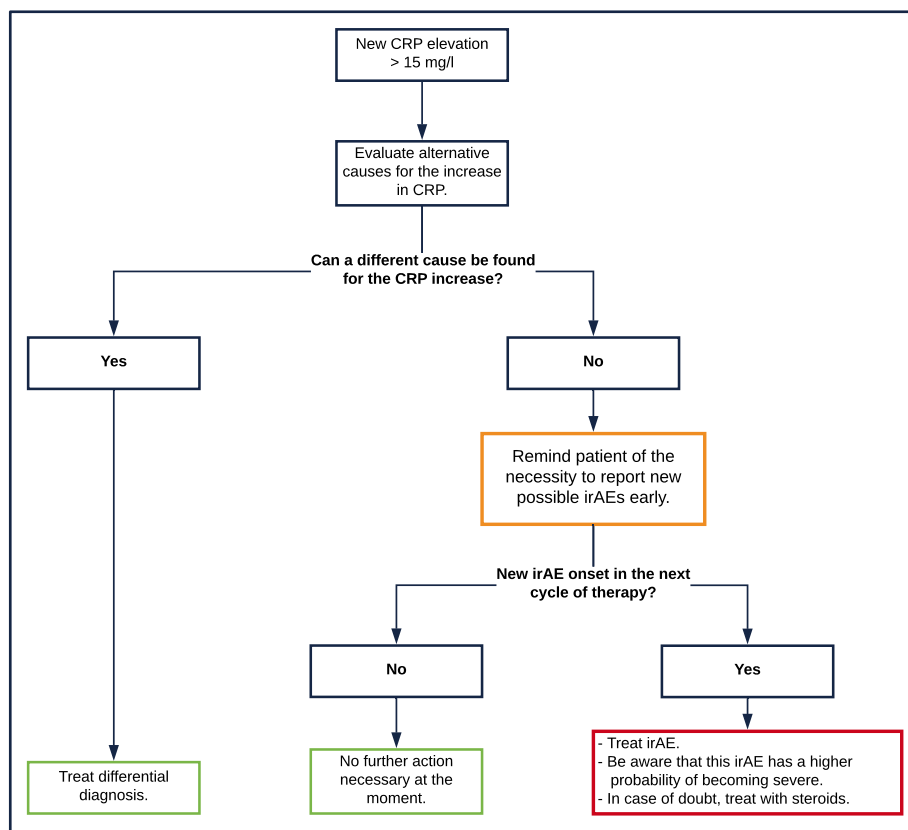 New CRP elevation
> 15 mg/l
Evaluate alternative
causes for the increase
in CRP.
Can a different cause be found
for the CRP increase?
Yes
No
Remind patient of the
necessity to report new
possible irAEs early.
New irAE onset in the next
cycle of therapy?
No
Yes
Treat differential
diagnosis.
No further action
necessary at the
moment.
- Treat irAE.
- Be aware that this irAE has a higher
probability of becoming severe.
- In case of doubt, treat with steroids.